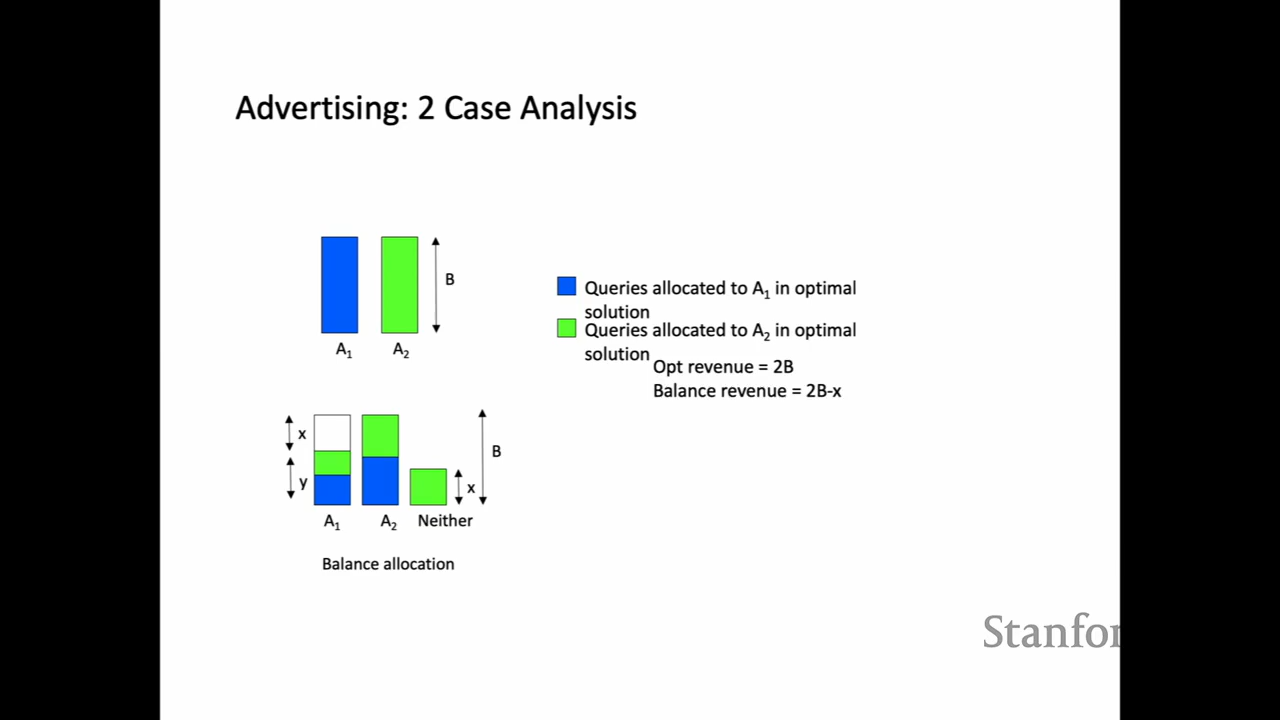 Advertising: 2 Case Analysis
B
A1
A2
Queries allocated to A1 in optimal
solution
Queries allocated to A2 in optimal
solution
Opt revenue = 2B
Balance revenue = 2B-x
x
y
B
x
A1
A2
Neither
Balance allocation
Stanfor